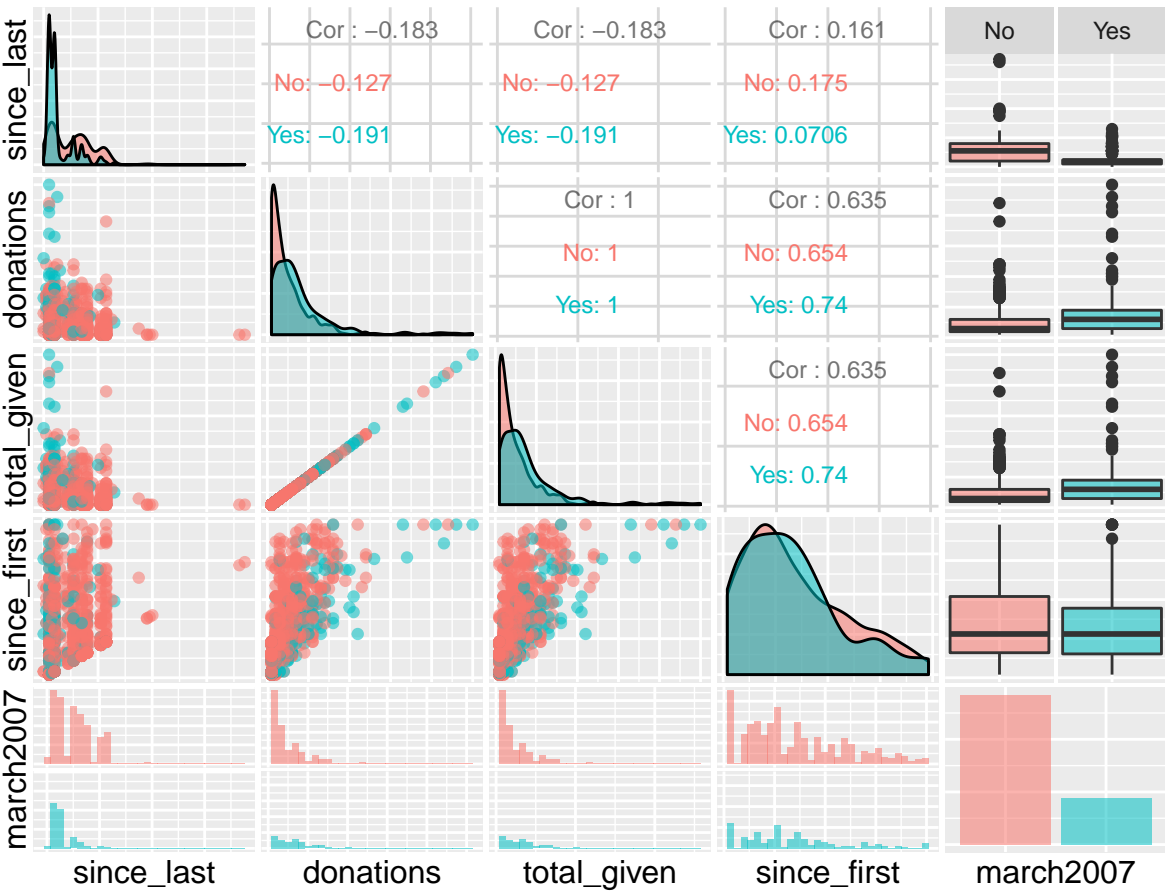 since_last
Cor : −0.183
No: −0.127
Yes: −0.191
Cor : −0.183
No: −0.127
Yes: −0.191
Cor : 0.161
No: 0.175
Yes: 0.0706
No
Yes
donations
Cor : 1
No: 1
Yes: 1
Cor : 0.635
No: 0.654
Yes: 0.74
total_given
Cor : 0.635
No: 0.654
Yes: 0.74
since_first
march2007
since_last
donations
total_given
since_first
march2007